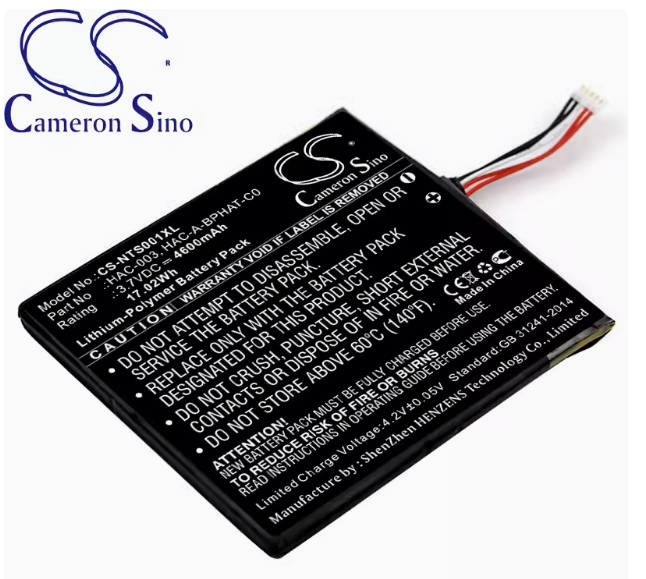 CS
®
Cameron Sino
CS
Cameron Sino
Model No.: CS-NTS001XL
Part No : HAC-003, HAC-A-BPHAT-C0
Rating : 3.7VDC⎓4600mAh
17.02Wh
Lithium-Polymer Battery Pack
CAUTION! WARRANTY VOID IF LABEL IS REMOVED
• DO NOT ATTEMPT TO DISASSEMBLE, OPEN OR
SERVICE THE BATTERY PACK.
• REPLACE ONLY WITH THE BATTERY PACK
DESIGNATED FOR THIS PRODUCT.
• DO NOT CRUSH, PUNCTURE, SHORT EXTERNAL
CONTACTS OR DISPOSE OF IN FIRE OR WATER.
• DO NOT STORE ABOVE 60°C (140°F).
CE
Made In China
ATTENTION!
NEW BATTERY PACK MUST BE FULLY CHARGED BEFORE USE.
TO REDUCE RISK OF FIRE OR BURNS
READ INSTRUCTIONS IN OPERATING GUIDE BEFORE USING THE BATTERY.
Limited Charge Voltage:4.2V±0.05V Standard:GB 31241-2014
Manufacture by : ShenZhen HENZENS Technology Co., Limited